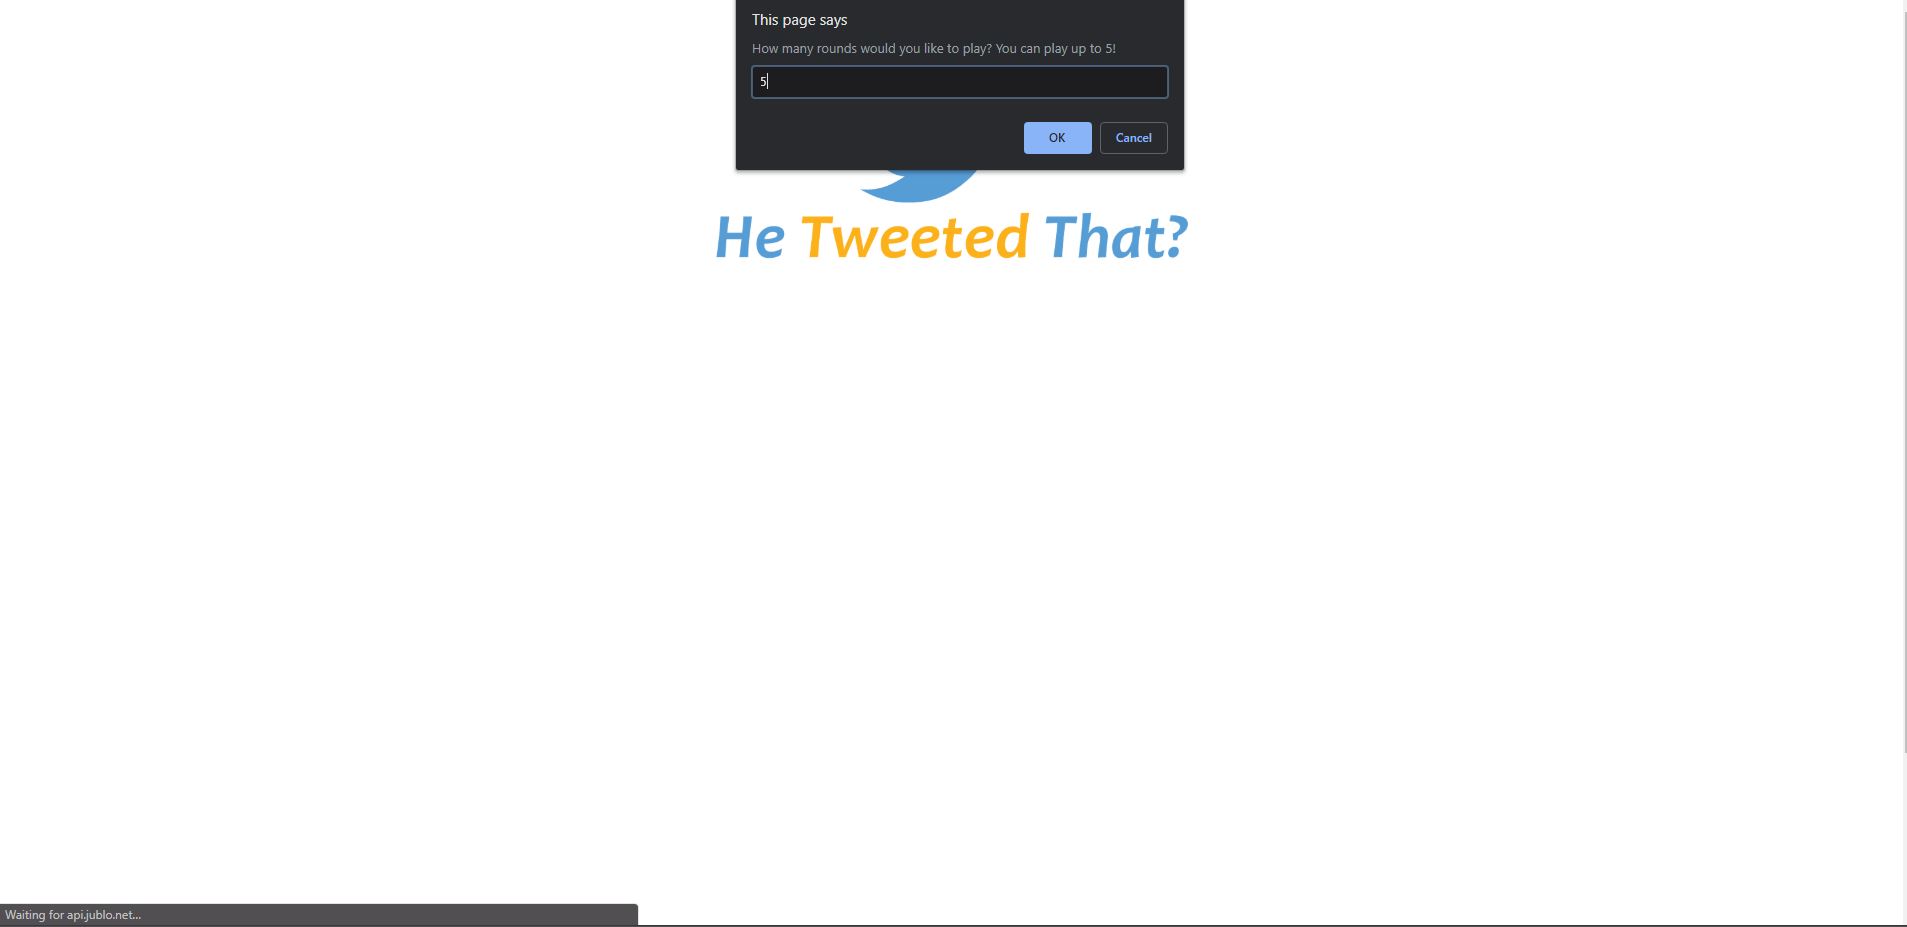 This page says
How many rounds would you like to play? You can play up to 5!
5
OK Cancel
He Tweeted That?
Waiting for api.jublo.net...